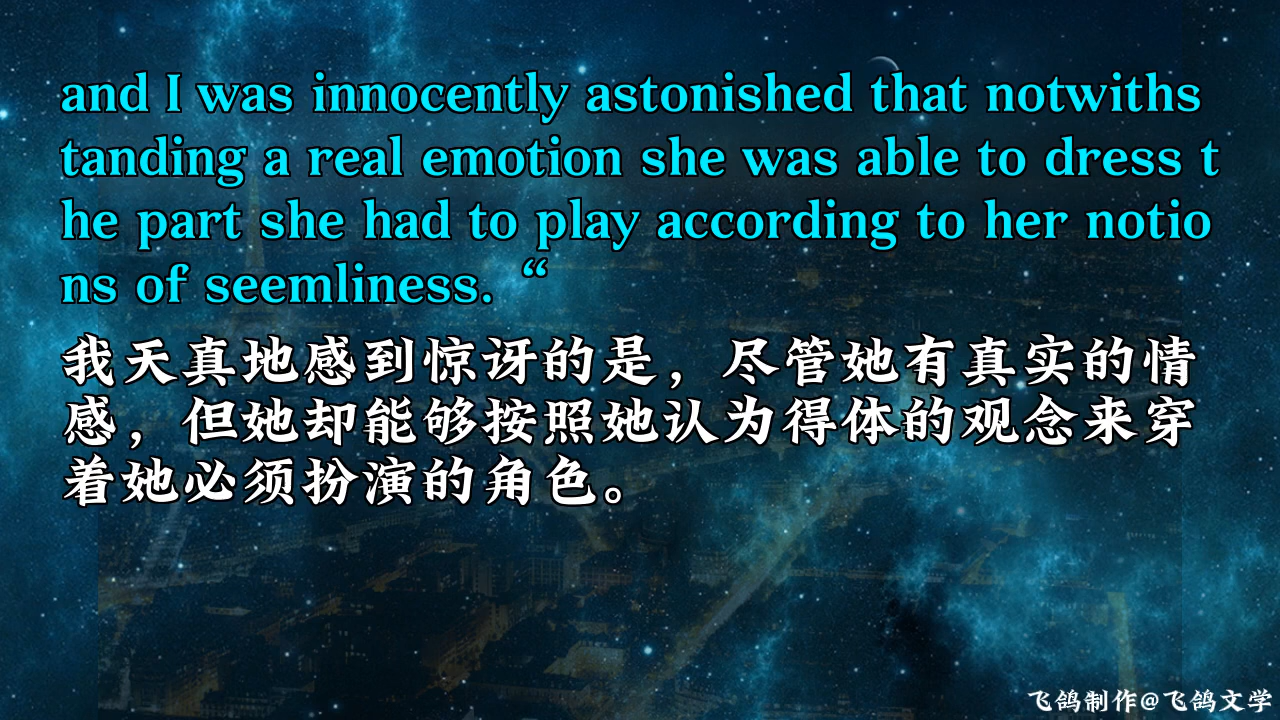 and I was innocently astonished that notwiths
tanding a real emotion she was able to dress t
he part she had to play according to her notio
ns of seemliness. “
我天真地感到惊讶的是，尽管她有真实的情
感，但她却能够按照她认为得体的观念来穿
着她必须扮演的角色。
飞鸽制作@飞鸽文学